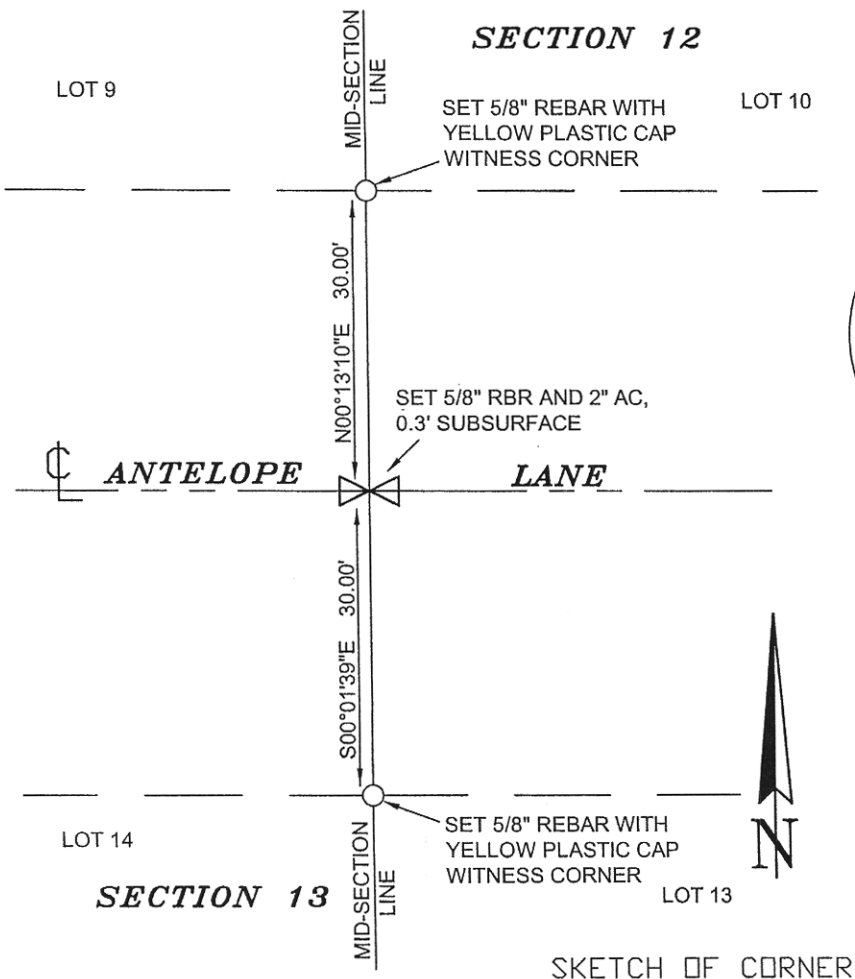 SECTION 12
LOT 9
MID-SECTION
LINE
LOT 10
SET 5/8" REBAR WITH
YELLOW PLASTIC CAP
WITNESS CORNER
N00°13'10"E 30.00'
SET 5/8" RBR AND 2" AC,
0.3' SUBSURFACE
℄ ANTELOPE LANE
S00°01'39"E 30.00'
SET 5/8" REBAR WITH
YELLOW PLASTIC CAP
WITNESS CORNER
LOT 14
SECTION 13
MID-SECTION
LINE
LOT 13
N
SKETCH OF CORNER